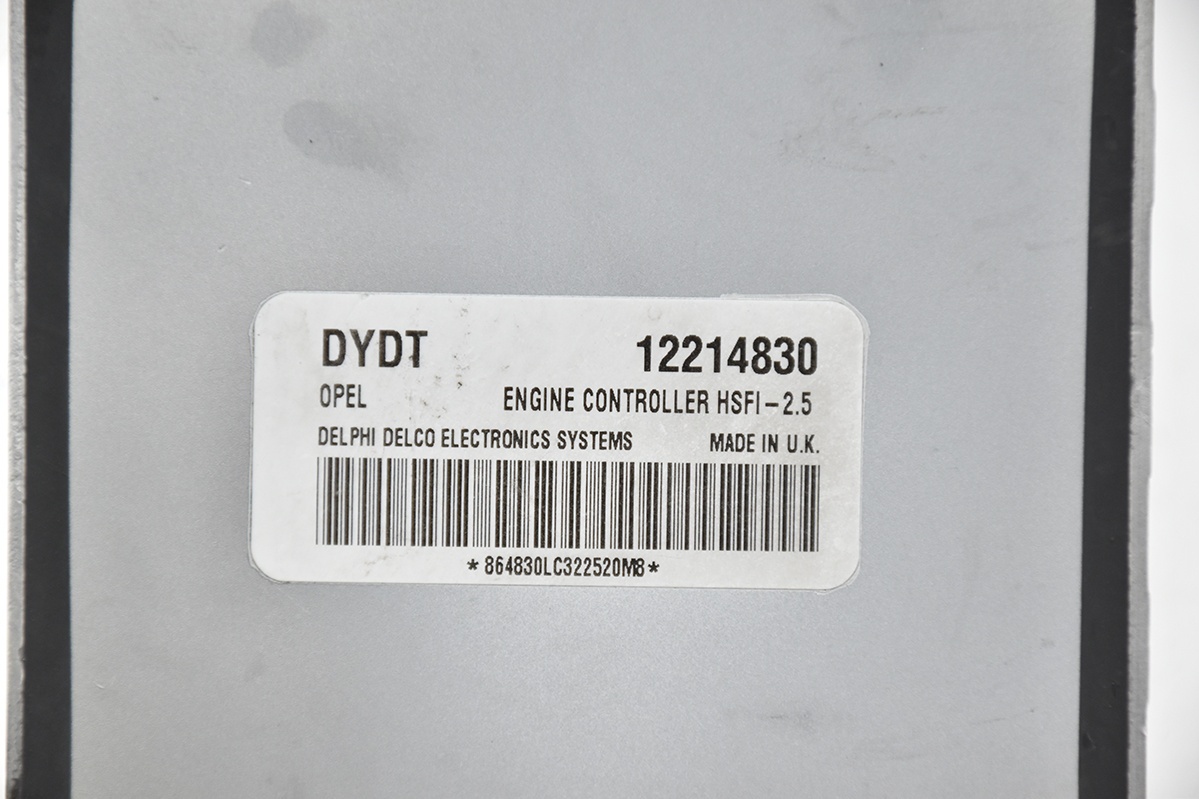 DYDT 12214830
OPEL ENGINE CONTROLLER HSFI-2.5
DELPHI DELCO ELECTRONICS SYSTEMS MADE IN U.K.
*864830LC322520M8*